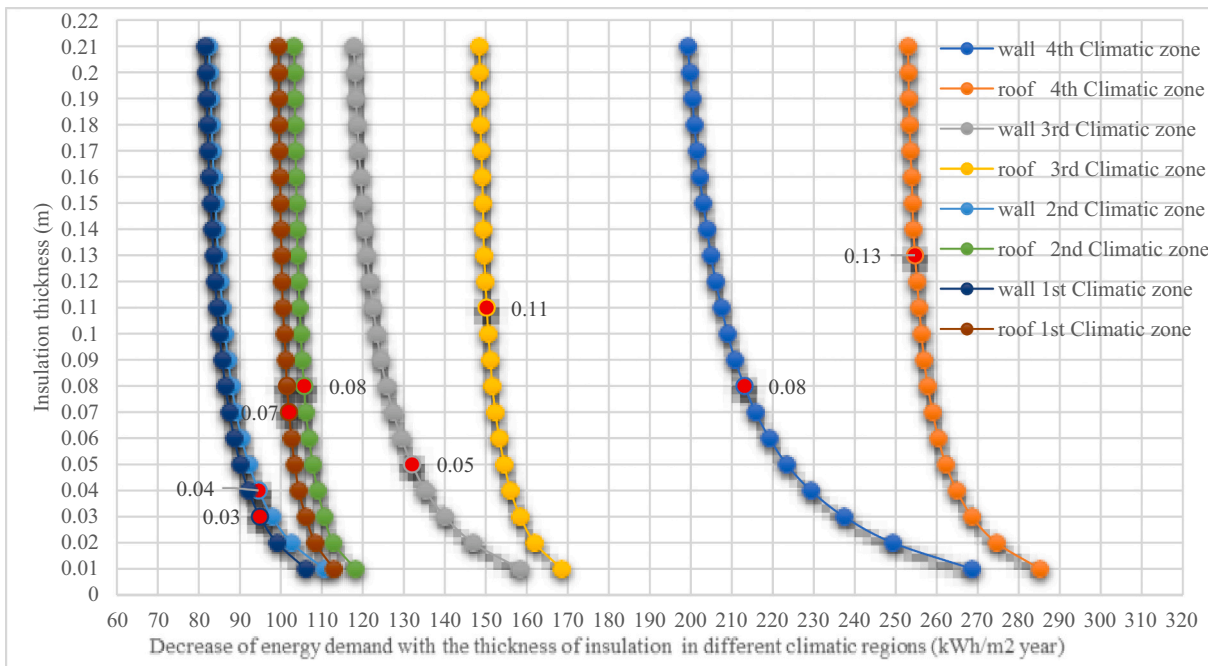 0.22
0.21
0.2
0.19
0.18
0.17
0.16
0.15
0.14
0.13
0.12
0.11
0.1
0.09
0.08
0.07
0.06
0.05
0.04
0.03
0.02
0.01
0
Insulation thickness (m)
wall 4th Climatic zone
roof 4th Climatic zone
wall 3rd Climatic zone
roof 3rd Climatic zone
wall 2nd Climatic zone
roof 2nd Climatic zone
wall 1st Climatic zone
roof 1st Climatic zone
0.13
0.11
0.08
0.08
0.07
0.05
0.04
0.03
60 70 80 90 100 110 120 130 140 150 160 170 180 190 200 210 220 230 240 250 260 270 280 290 300 310 320
Decrease of energy demand with the thickness of insulation in different climatic regions (kWh/m2 year)